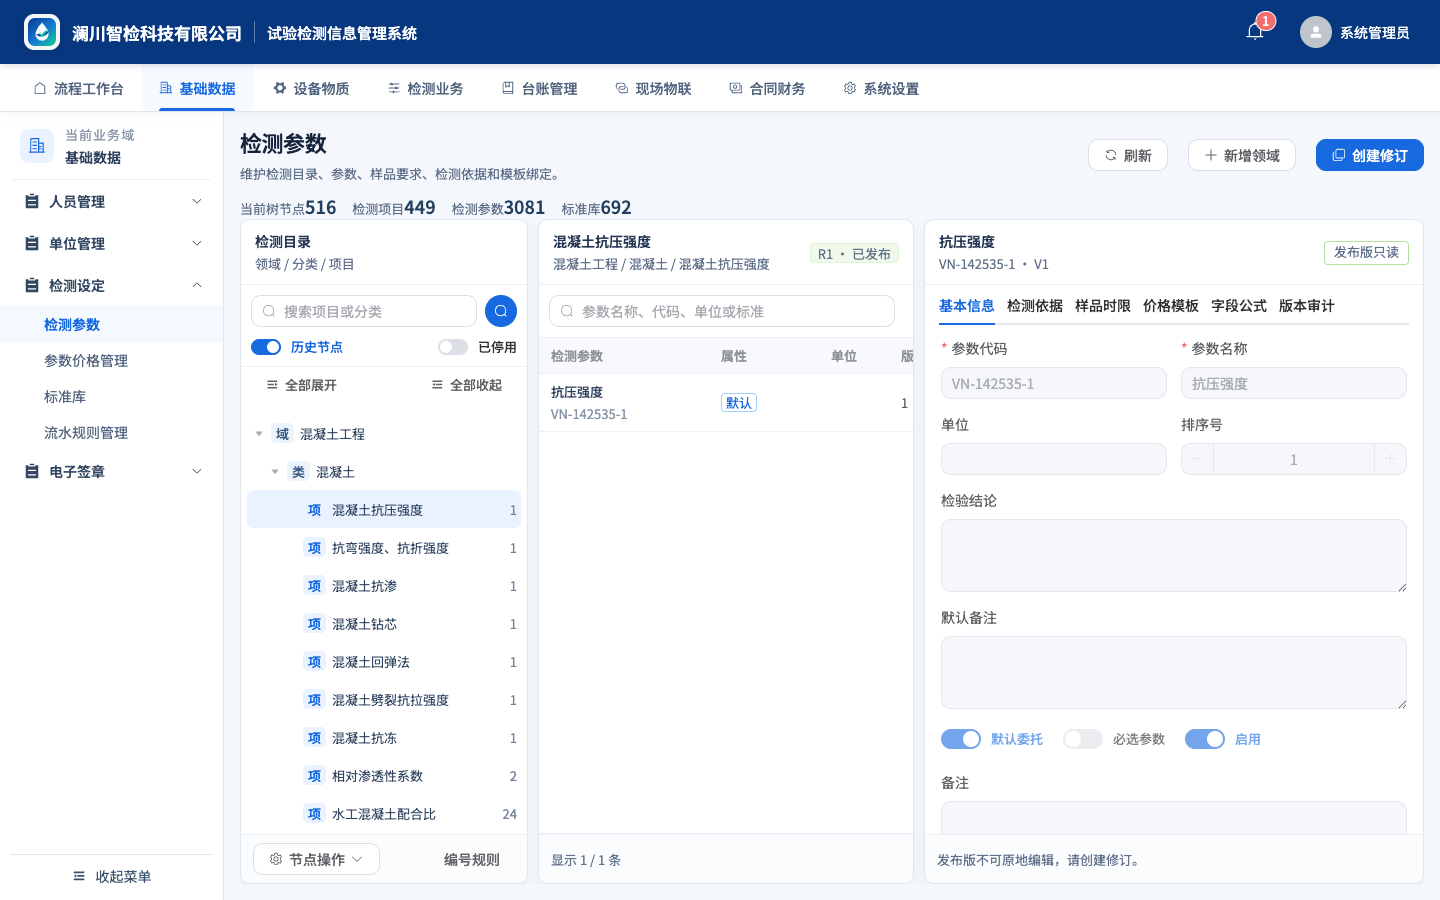 澜川智检科技有限公司
试验检测信息管理系统
1
系统管理员
流程工作台
基础数据
设备物质
检测业务
台账管理
现场物联
合同财务
系统设置
当前业务域
基础数据
人员管理
单位管理
检测设定
检测参数
参数价格管理
标准库
流水规则管理
电子签章
收起菜单
检测参数
维护检测目录、参数、样品要求、检测依据和模板绑定。
刷新
新增领域
创建修订
当前树节点516 检测项目449 检测参数3081 标准库692
检测目录
领域 / 分类 / 项目
搜索项目或分类
历史节点
已停用
全部展开
全部收起
域 混凝土工程
类 混凝土
项 混凝土抗压强度 1
项 抗弯强度、抗折强度 1
项 混凝土抗渗 1
项 混凝土钻芯 1
项 混凝土回弹法 1
项 混凝土劈裂抗拉强度 1
项 混凝土抗冻 1
项 相对渗透性系数 2
项 水工混凝土配合比 24
节点操作
编号规则
混凝土抗压强度
混凝土工程 / 混凝土 / 混凝土抗压强度
R1 · 已发布
参数名称、代码、单位或标准
检测参数 属性 单位 版
抗压强度
VN-142535-1
默认
1
显示 1 / 1 条
抗压强度
VN-142535-1 · V1
发布版只读
基本信息 检测依据 样品时限 价格模板 字段公式 版本审计
* 参数代码
VN-142535-1
* 参数名称
抗压强度
单位
排序号
1
检验结论
默认备注
默认委托
必选参数
启用
备注
发布版不可原地编辑，请创建修订。